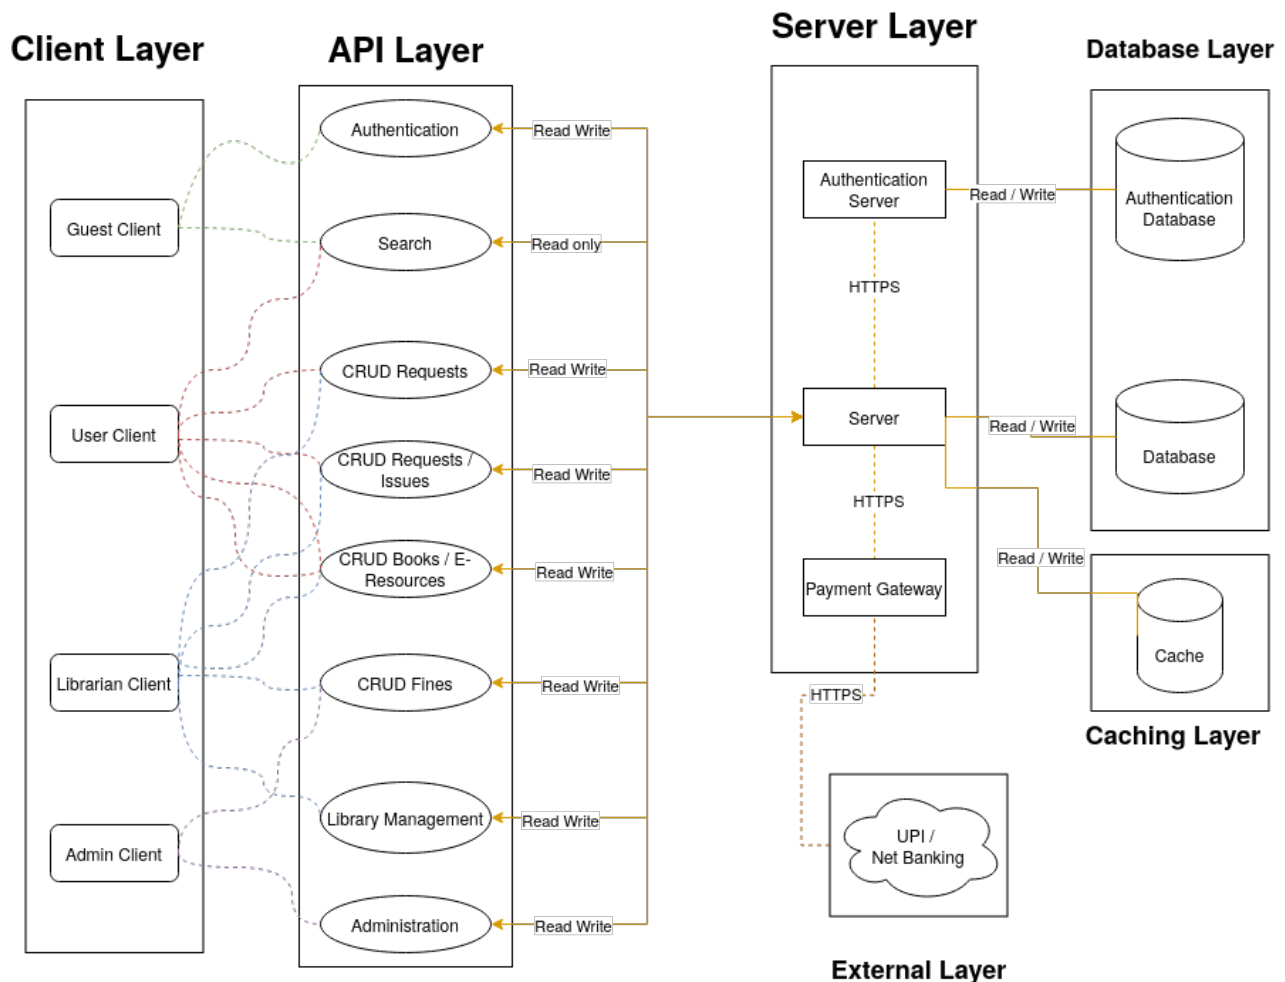 Client Layer
API Layer
Server Layer
Database Layer
Guest Client
User Client
Librarian Client
Admin Client
Authentication
Search
CRUD Requests
CRUD Requests /
Issues
CRUD Books / E-
Resources
CRUD Fines
Library Management
Administration
Read Write
Read only
Read Write
Read Write
Read Write
Read Write
Read Write
Read Write
Authentication
Server
HTTPS
Server
HTTPS
Payment Gateway
HTTPS
Read / Write
Read / Write
Read / Write
Authentication
Database
Database
Cache
Caching Layer
UPI /
Net Banking
External Layer